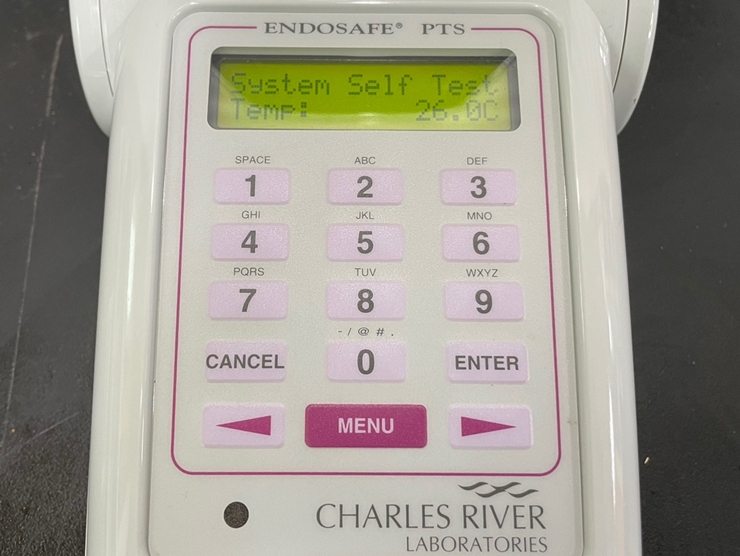 ENDOSAFE® PTS
System Self Test
Temp: 26.0C
SPACE ABC DEF
1 2 3
GHI JKL MNO
4 5 6
PQRS TUV WXYZ
7 8 9
- / @ # .
CANCEL 0 ENTER
MENU
CHARLES RIVER
LABORATORIES